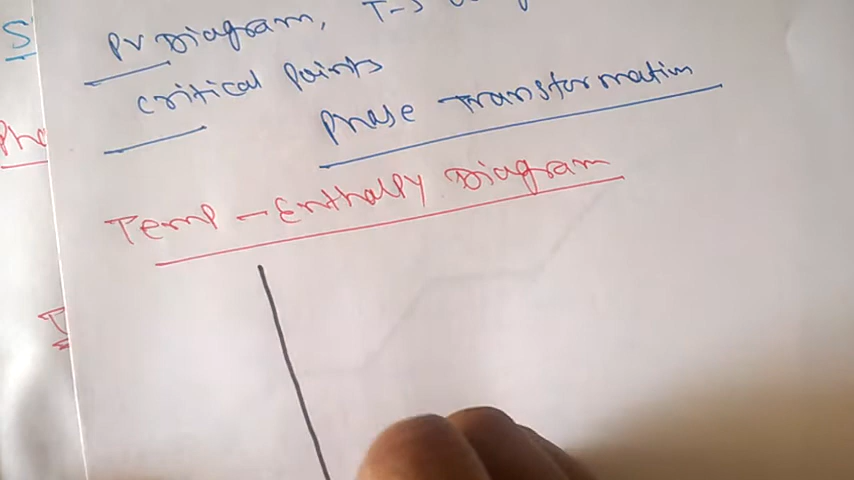 PV Diagram, T-S
critical Points
Phase Transformation
Temp - Enthalpy Diagram